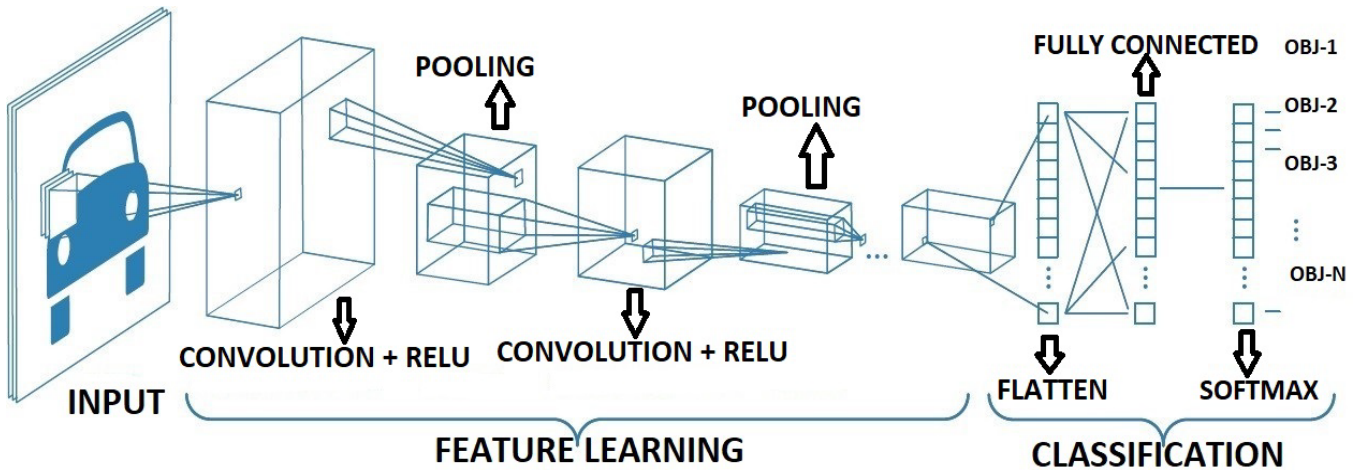 FULLY CONNECTED
OBJ-1
POOLING
POOLING
OBJ-2
OBJ-3
OBJ-N
CONVOLUTION + RELU
CONVOLUTION + RELU
INPUT
FLATTEN
SOFTMAX
FEATURE LEARNING
CLASSIFICATION